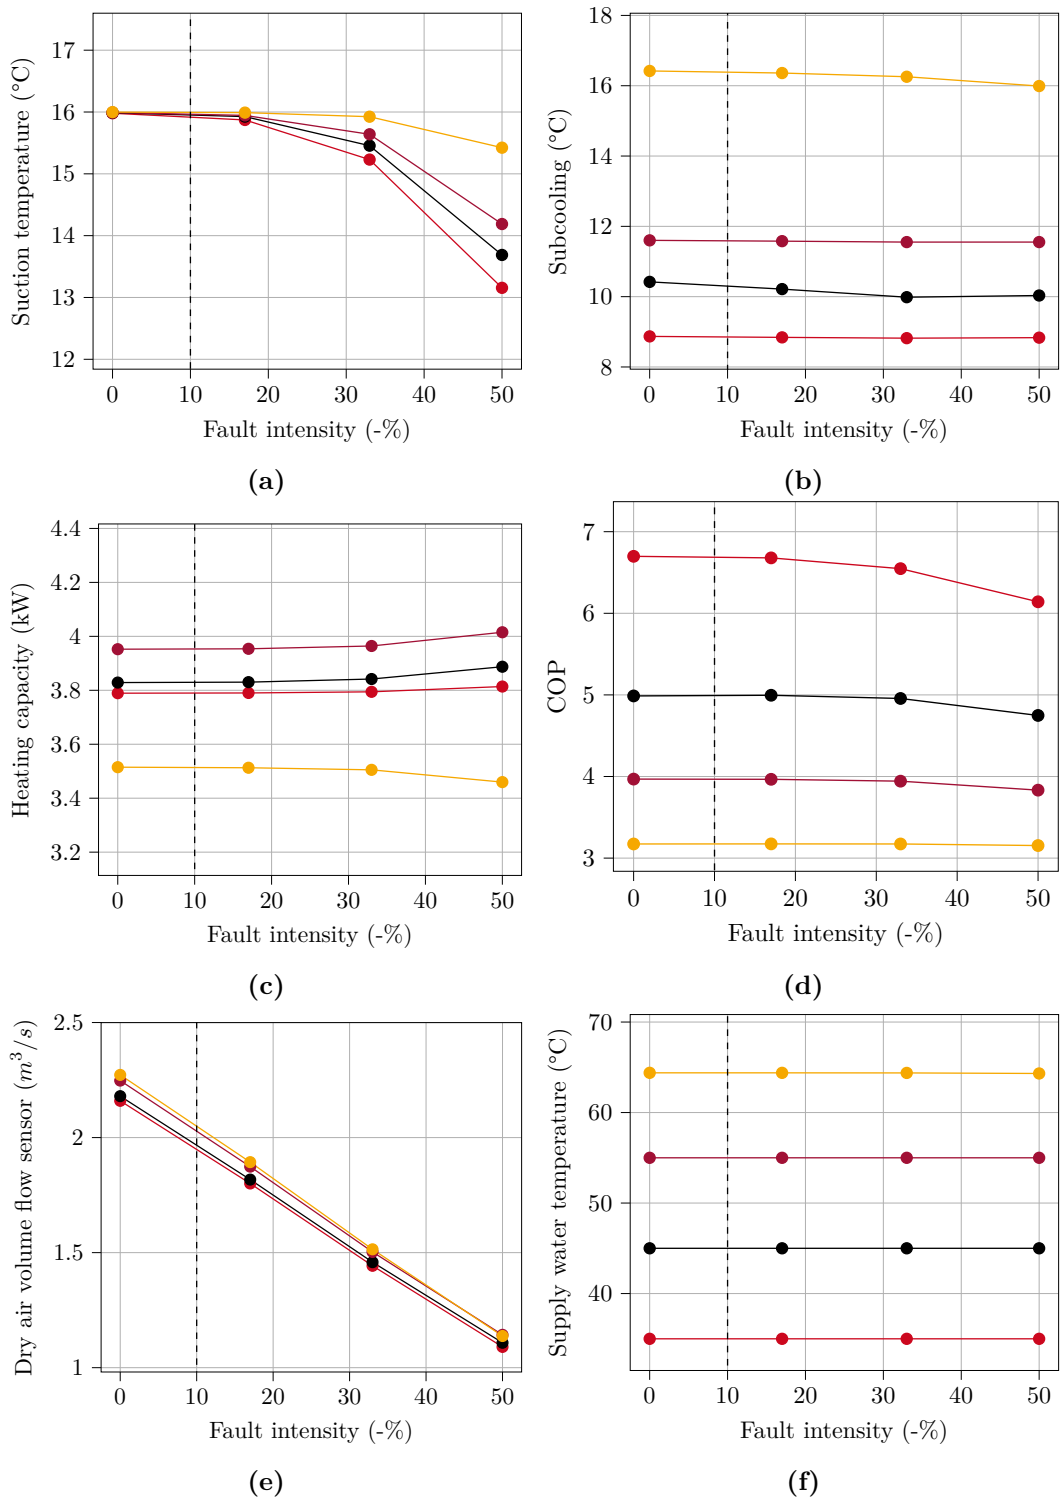 17
16
15
14
13
12
Suction temperature (°C)
0 10 20 30 40 50
Fault intensity (-%)
(a)
18
16
14
12
10
8
Subcooling (°C)
0 10 20 30 40 50
Fault intensity (-%)
(b)
4.4
4.2
4
3.8
3.6
3.4
3.2
Heating capacity (kW)
0 10 20 30 40 50
Fault intensity (-%)
(c)
7
6
5
4
3
COP
0 10 20 30 40 50
Fault intensity (-%)
(d)
2.5
2
1.5
1
Dry air volume flow sensor (m³/s)
0 10 20 30 40 50
Fault intensity (-%)
(e)
70
60
50
40
Supply water temperature (°C)
0 10 20 30 40 50
Fault intensity (-%)
(f)